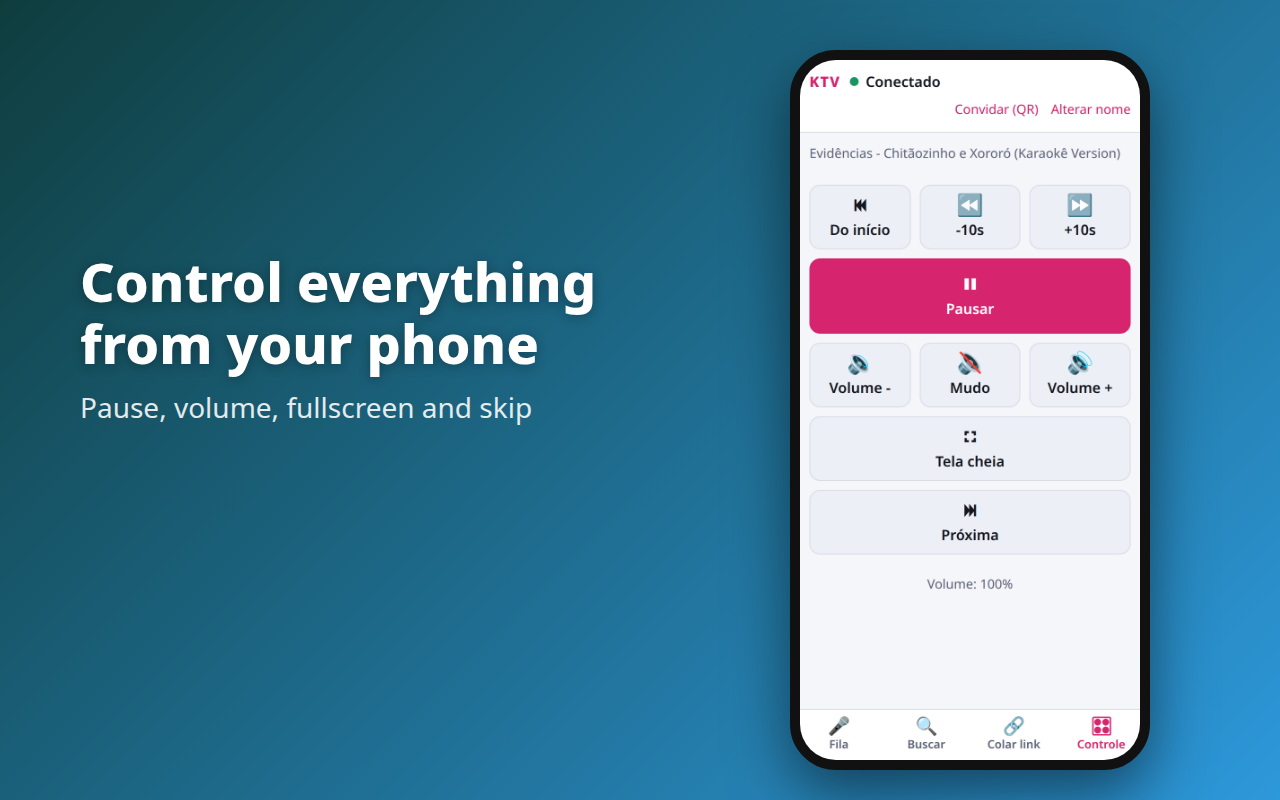 Control everything
from your phone
Pause, volume, fullscreen and skip
KTV Conectado
Convidar (QR) Alterar nome
Evidências - Chitãozinho e Xororó (Karaokê Version)
Do início -10s +10s
Pausar
Volume - Mudo Volume +
Tela cheia
Próxima
Volume: 100%
Fila Buscar Colar link Controle